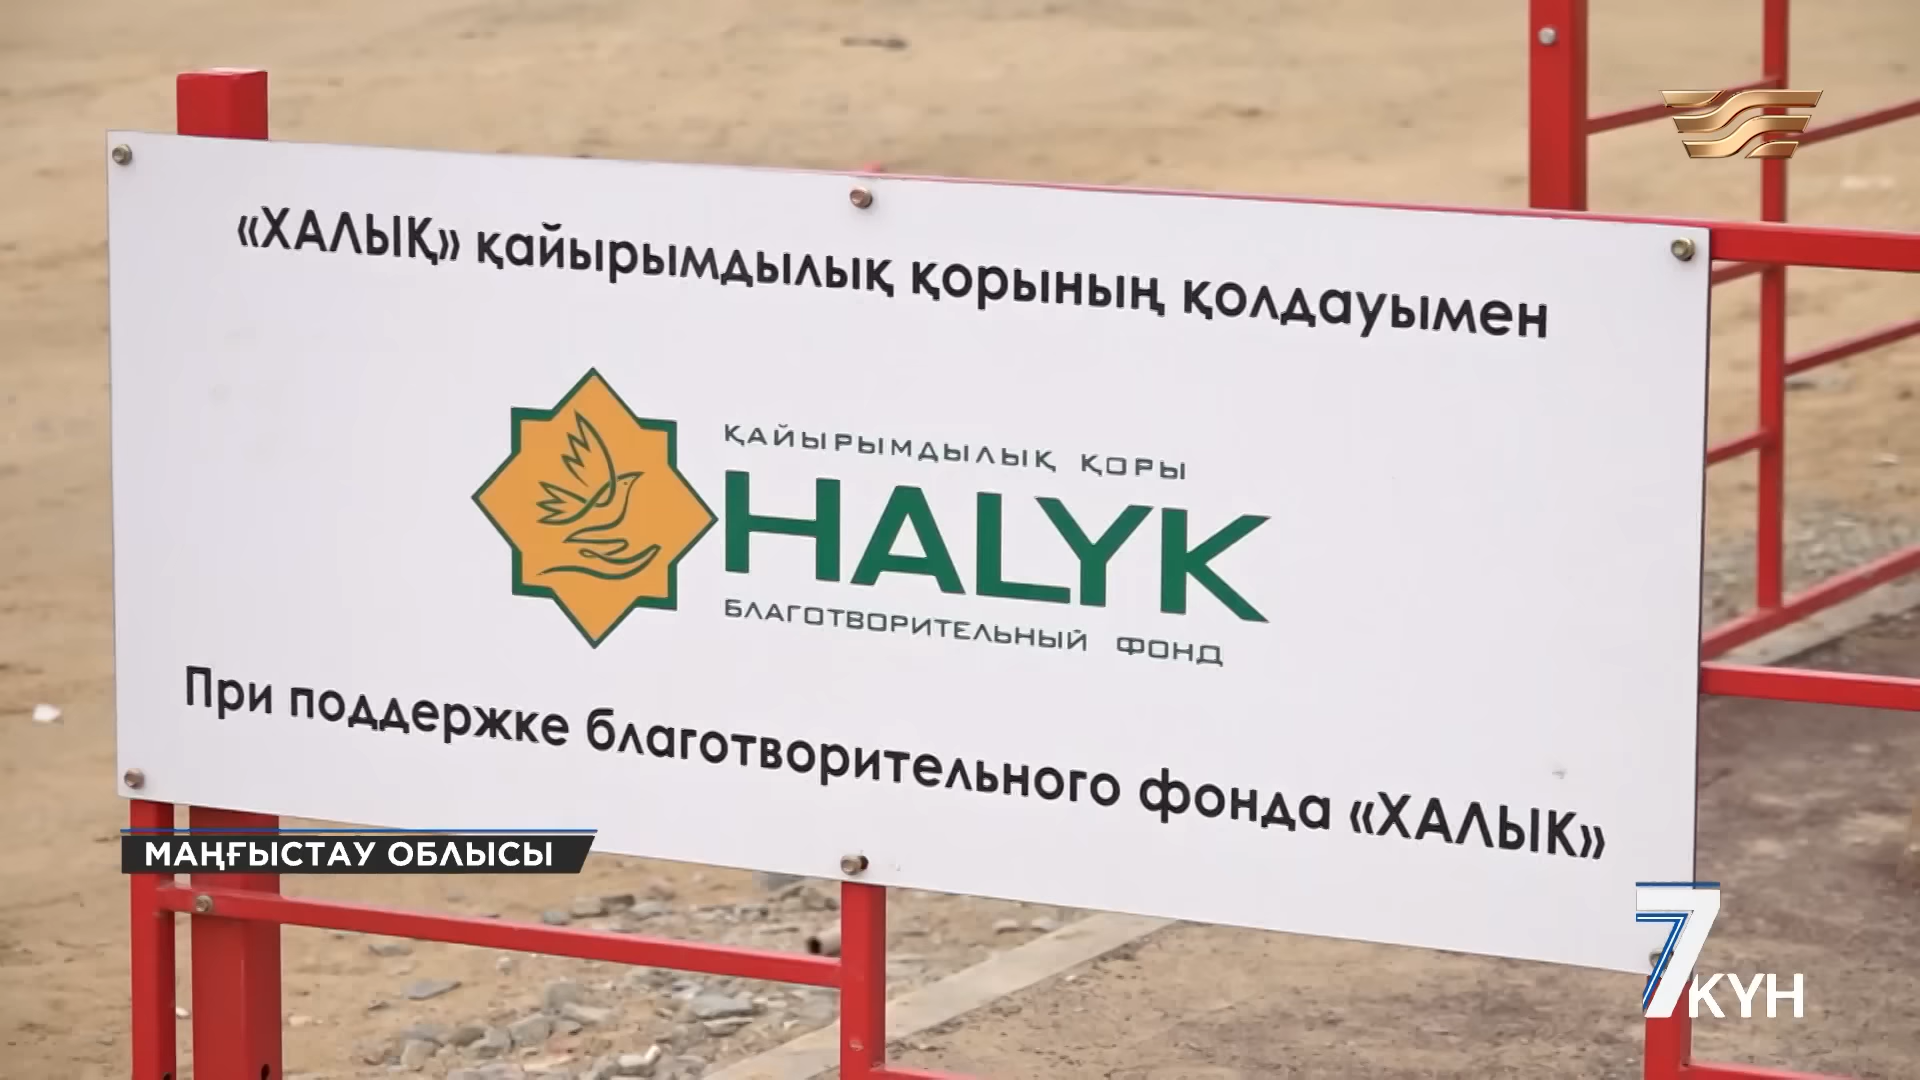 «ХАЛЫҚ» қайырымдылық қорының қолдауымен
ҚАЙЫРЫМДЫЛЫҚ ҚОРЫ
HALYK
БЛАГОТВОРИТЕЛЬНЫЙ ФОНД
При поддержке благотворительного фонда «ХАЛЫК»
МАҢҒЫСТАУ ОБЛЫСЫ
7 КҮН